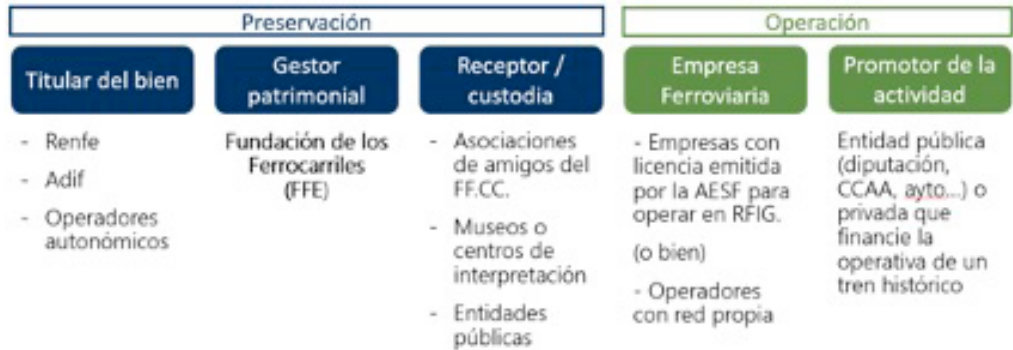 Preservación
Operación
Titular del bien
Gestor
patrimonial
Receptor /
custodia
Empresa
Ferroviaria
Promotor de la
actividad
- Renfe
- Adif
- Operadores
autonómicos
Fundación de los
Ferrocarriles
(FFE)
- Asociaciones
de amigos del
FF.CC.
- Museos o
centros de
interpretación
- Entidades
públicas
- Empresas con
licencia emitida
por la AESF para
operar en RFIG.
(o bien)
- Operadores
con red propia
Entidad pública
(diputación,
CCAA, ayto...) o
privada que
financie la
operativa de un
tren histórico